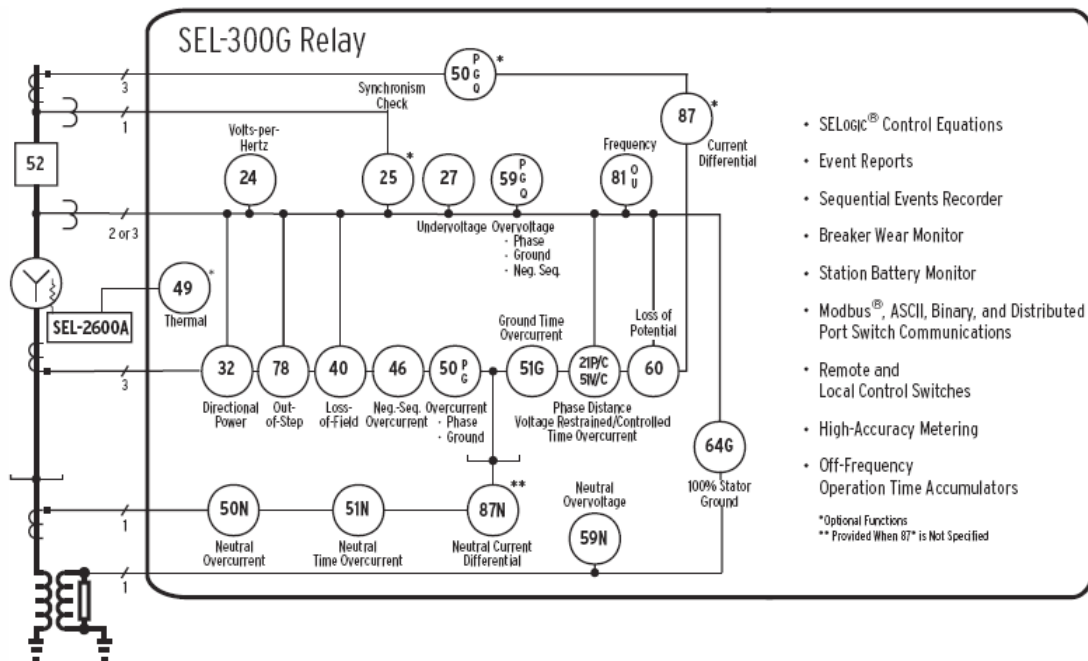 SEL-300G Relay
3
50 P G Q *
Synchronism
Check
1
87 *
Current
Differential
52
Volts-per-
Hertz
24
25 *
27
59 P G Q
Frequency
81 O U
2 or 3
Undervoltage
Overvoltage
· Phase
· Ground
· Neg. Seq.
49 *
Thermal
SEL-2600A
3
32
Directional
Power
78
Out-
of-Step
40
Loss-
of-Field
46
Neg.-Seq.
Overcurrent
50 P G
Overcurrent
· Phase
· Ground
Ground Time
Overcurrent
51G
21P/C
51V/C
Phase Distance
Voltage Restrained/Controlled
Time Overcurrent
Loss of
Potential
60
64G
100% Stator
Ground
1
50N
Neutral
Overcurrent
51N
Neutral
Time Overcurrent
87N **
Neutral Current
Differential
Neutral
Overvoltage
59N
1
• SELOGIC® Control Equations
• Event Reports
• Sequential Events Recorder
• Breaker Wear Monitor
• Station Battery Monitor
• Modbus®, ASCII, Binary, and Distributed
Port Switch Communications
• Remote and
Local Control Switches
• High-Accuracy Metering
• Off-Frequency
Operation Time Accumulators
*Optional Functions
** Provided When 87* is Not Specified